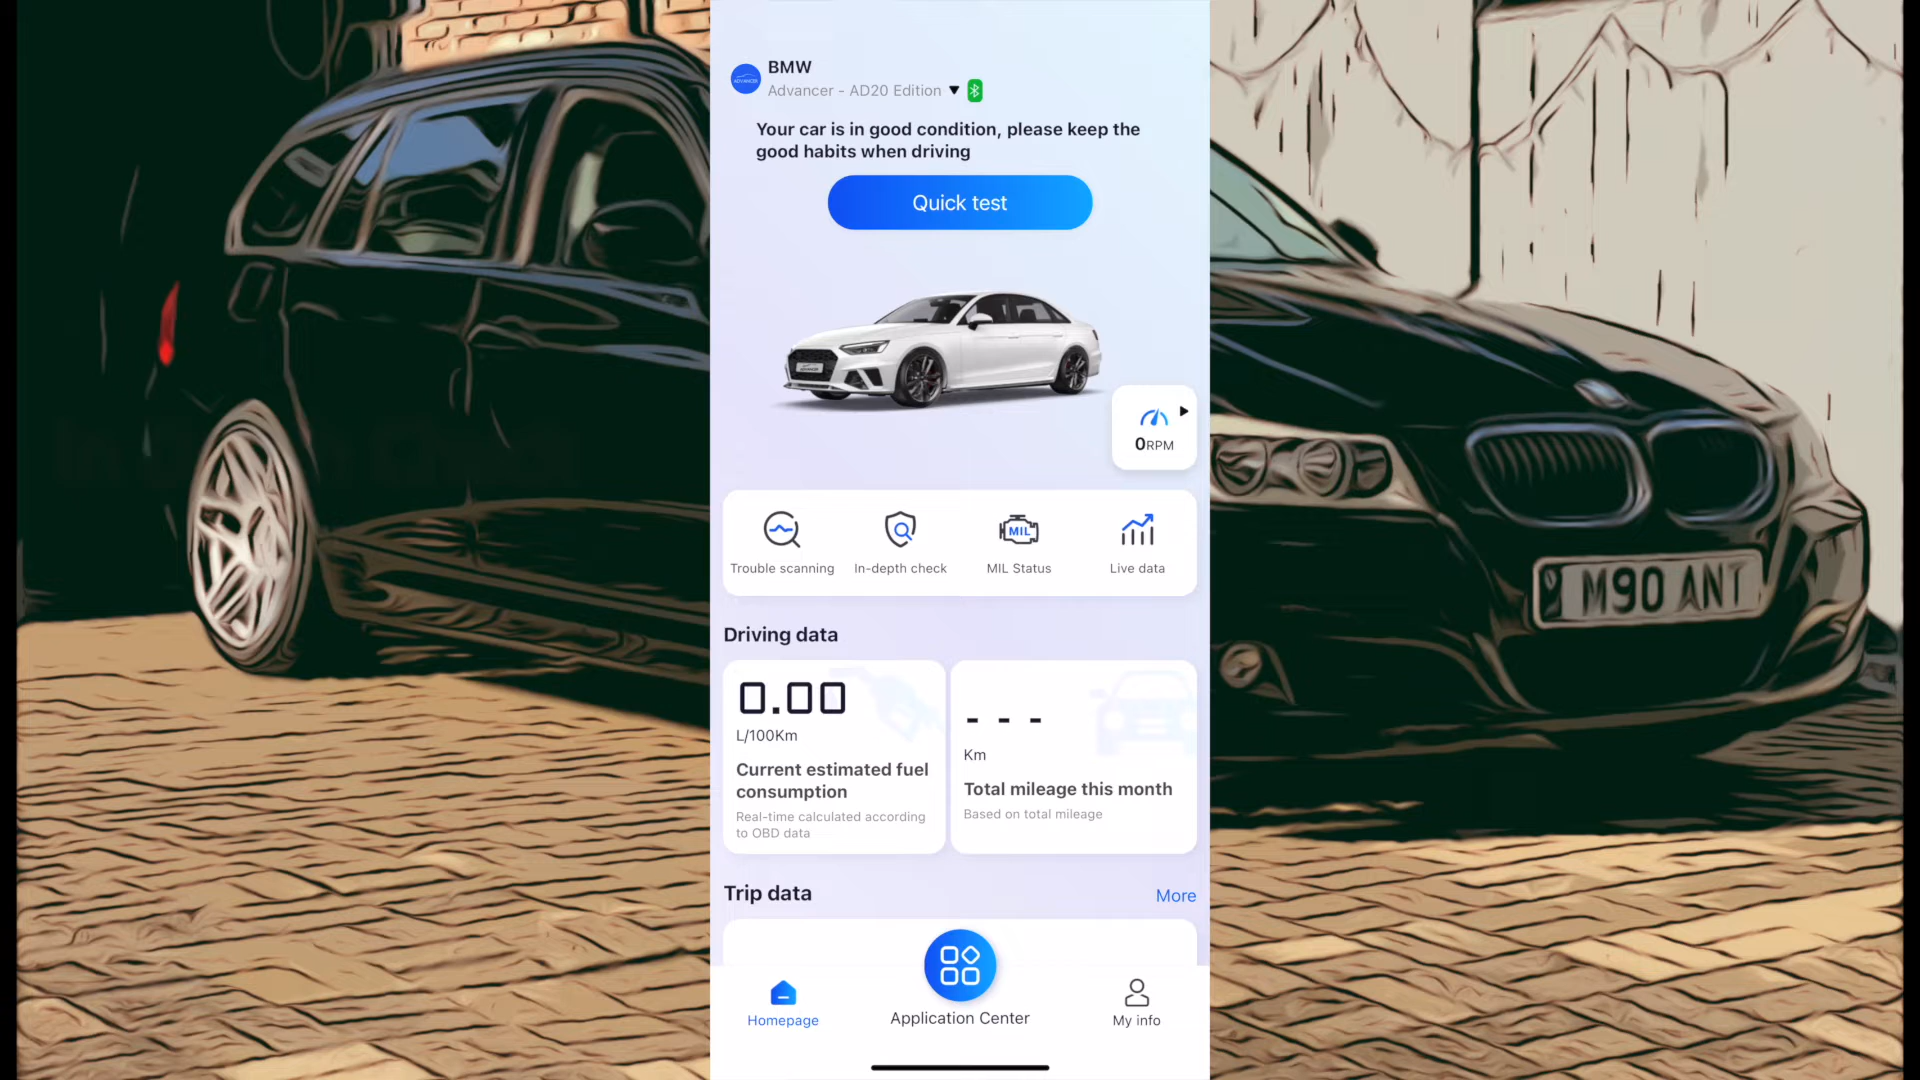 BMW
ADVANCER
Advancer - AD20 Edition
Your car is in good condition, please keep the
good habits when driving
Quick test
ADVANCER
0RPM
Trouble scanning
In-depth check
MIL
MIL Status
Live data
Driving data
0.00
L/100Km
Current estimated fuel
consumption
Real-time calculated according
to OBD data
- - -
Km
Total mileage this month
Based on total mileage
Trip data
More
Homepage
Application Center
My info
M90 ANT